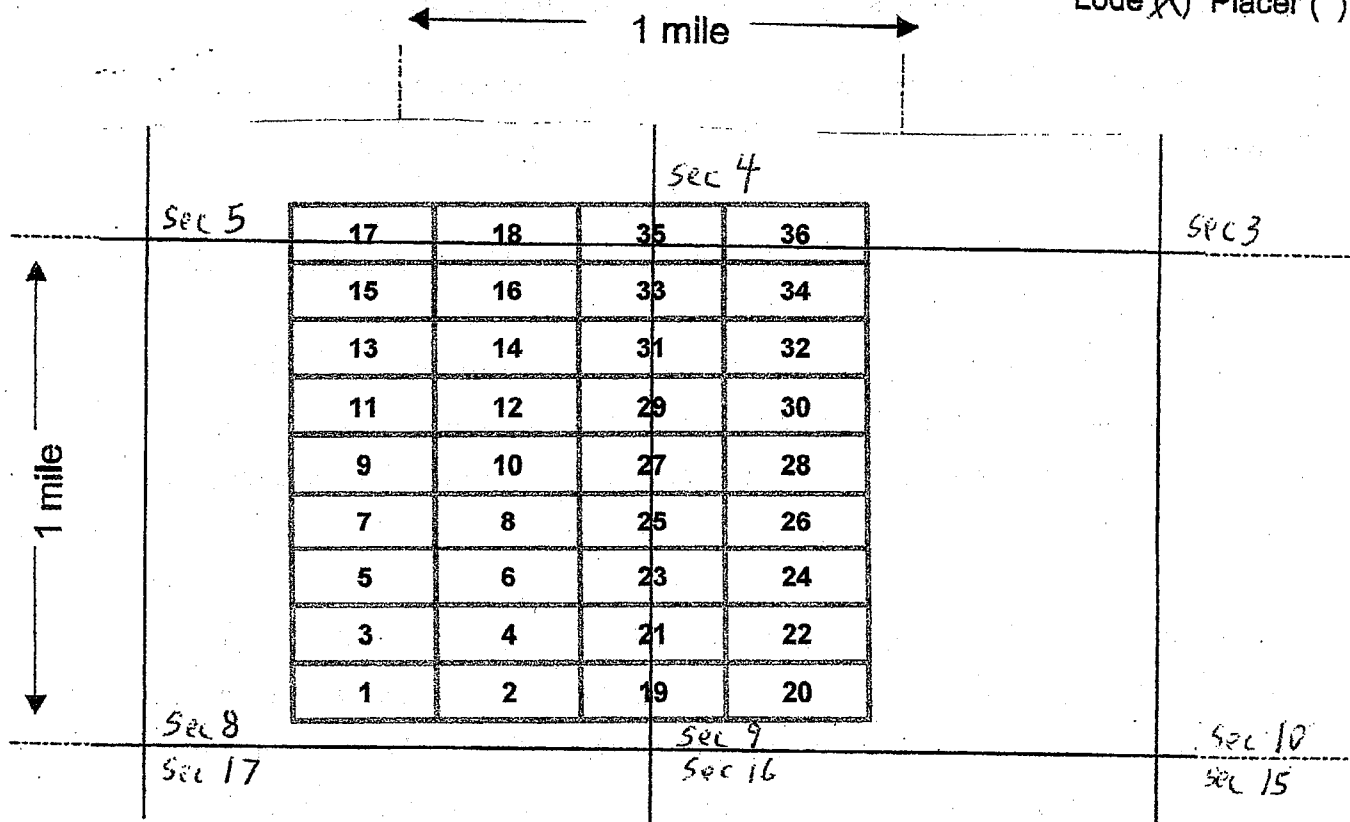 Lode (X) Placer ( )
1 mile
sec 4
Sec 5
17 18 35 36
sec 3
15 16 33 34
13 14 31 32
11 12 29 30
1 mile
9 10 27 28
7 8 25 26
5 6 23 24
3 4 21 22
1 2 19 20
Sec 8
Sec 9
Sec 10
Sec 17
Sec 16
Sec 15